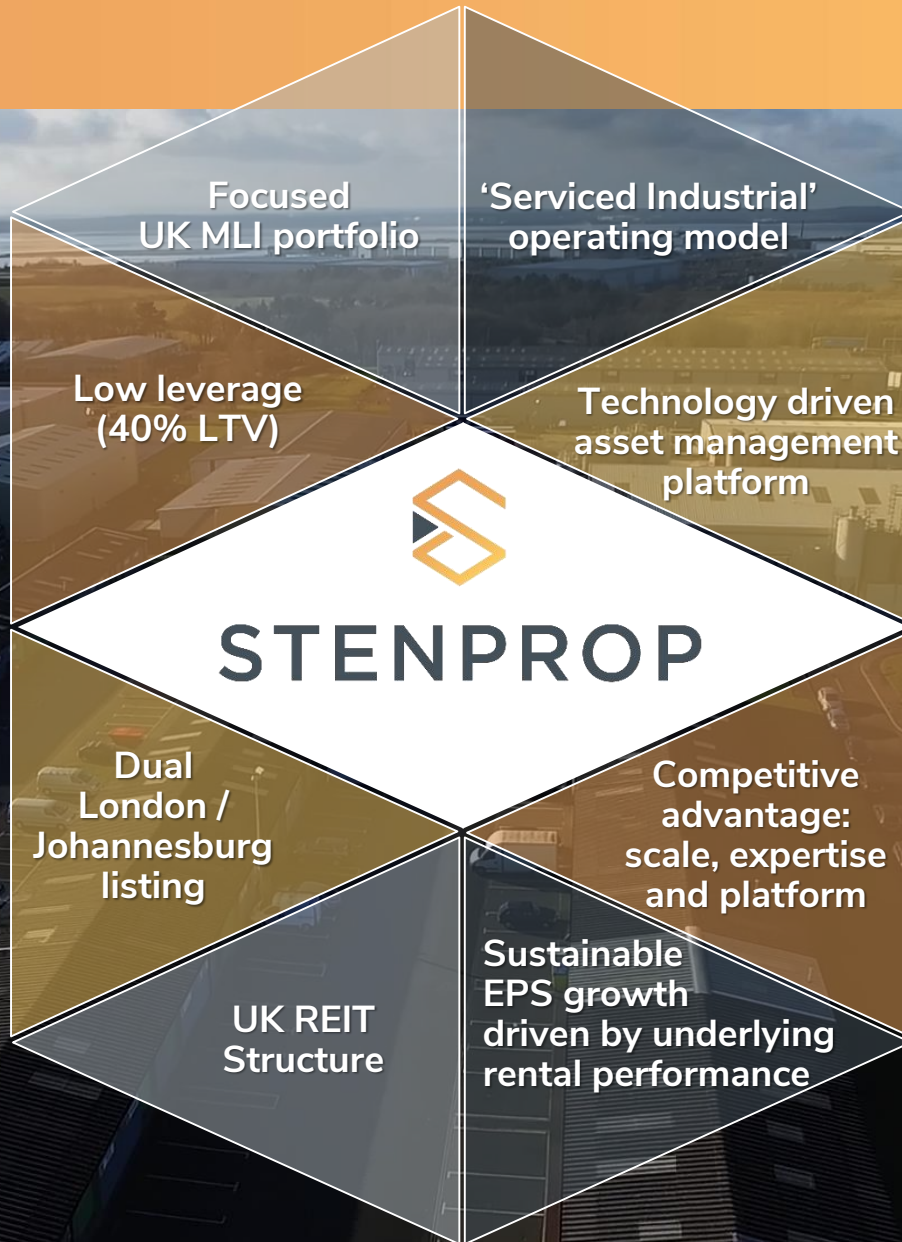 Focused
UK MLI portfolio
‘Serviced Industrial’
operating model
Low leverage
(40% LTV)
Technology driven
asset management
platform
STENPROP
Dual
London /
Johannesburg
listing
Competitive
advantage:
scale, expertise
and platform
UK REIT
Structure
Sustainable
EPS growth
driven by underlying
rental performance